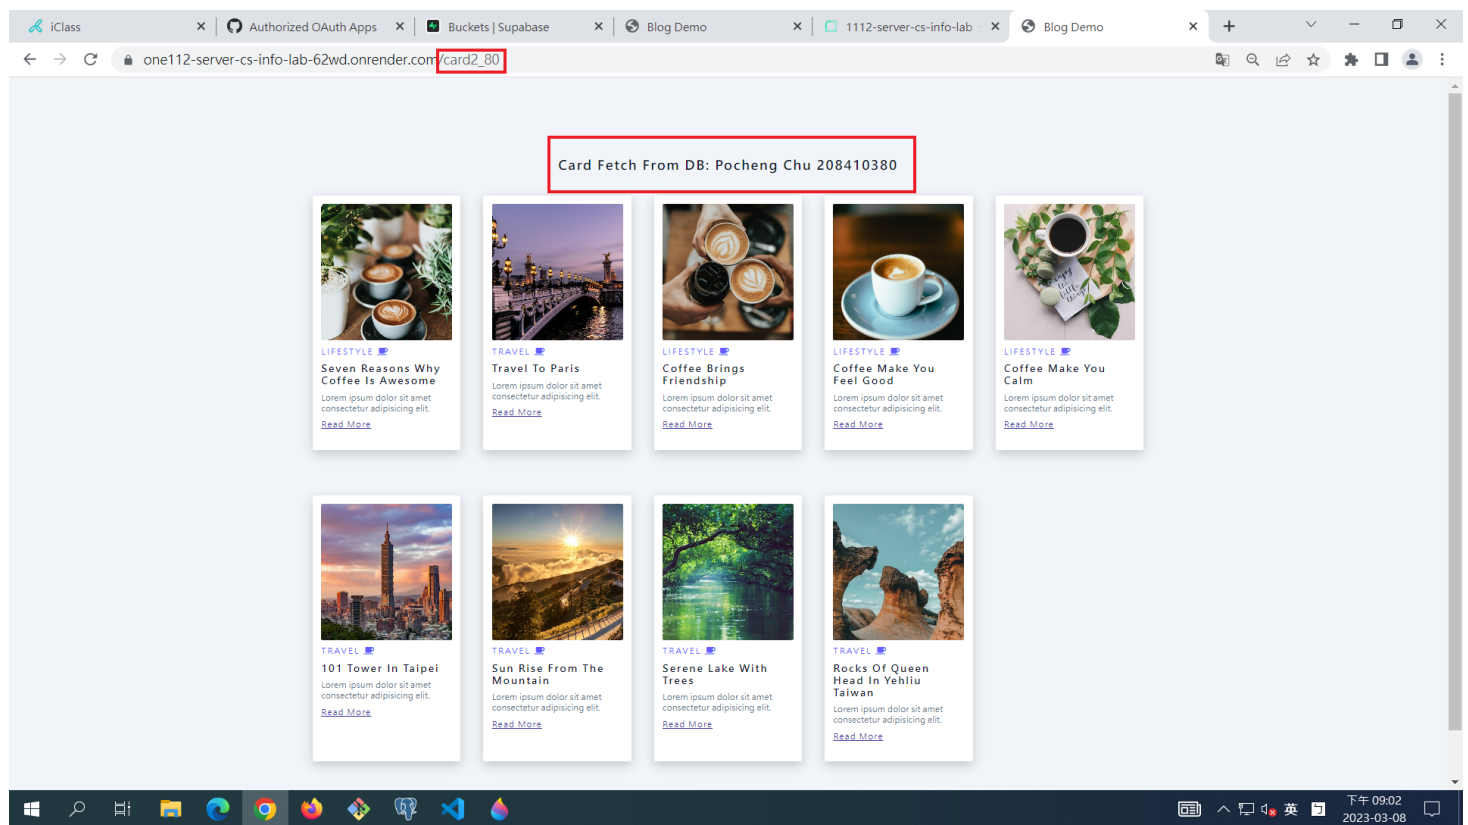 iClass
Authorized OAuth Apps
Buckets | Supabase
Blog Demo
1112-server-cs-info-lab
Blog Demo
one112-server-cs-info-lab-62wd.onrender.com/card2_80
Card Fetch From DB: Pocheng Chu 208410380
LIFESTYLE
Seven Reasons Why
Coffee Is Awesome
Lorem ipsum dolor sit amet
consectetur adipisicing elit.
Read More
TRAVEL
Travel To Paris
Lorem ipsum dolor sit amet
consectetur adipisicing elit.
Read More
LIFESTYLE
Coffee Brings
Friendship
Lorem ipsum dolor sit amet
consectetur adipisicing elit.
Read More
LIFESTYLE
Coffee Make You
Feel Good
Lorem ipsum dolor sit amet
consectetur adipisicing elit.
Read More
LIFESTYLE
Coffee Make You
Calm
Lorem ipsum dolor sit amet
consectetur adipisicing elit.
Read More
TRAVEL
101 Tower In Taipei
Lorem ipsum dolor sit amet
consectetur adipisicing elit.
Read More
TRAVEL
Sun Rise From The
Mountain
Lorem ipsum dolor sit amet
consectetur adipisicing elit.
Read More
TRAVEL
Serene Lake With
Trees
Lorem ipsum dolor sit amet
consectetur adipisicing elit.
Read More
TRAVEL
Rocks Of Queen
Head In Yehliu
Taiwan
Lorem ipsum dolor sit amet
consectetur adipisicing elit.
Read More
英
下午 09:02
2023-03-08